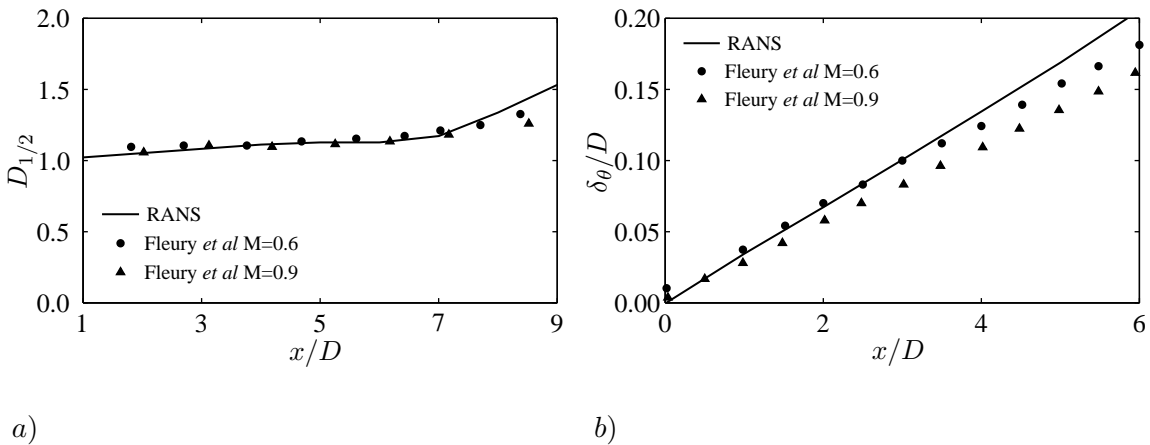 2.0
1.5
1.0
0.5
0.0
D1/2
RANS
Fleury et al M=0.6
Fleury et al M=0.9
1 3 5 7 9
x/D
a)
0.20
0.15
0.10
0.05
0.00
δθ/D
RANS
Fleury et al M=0.6
Fleury et al M=0.9
0 2 4 6
x/D
b)